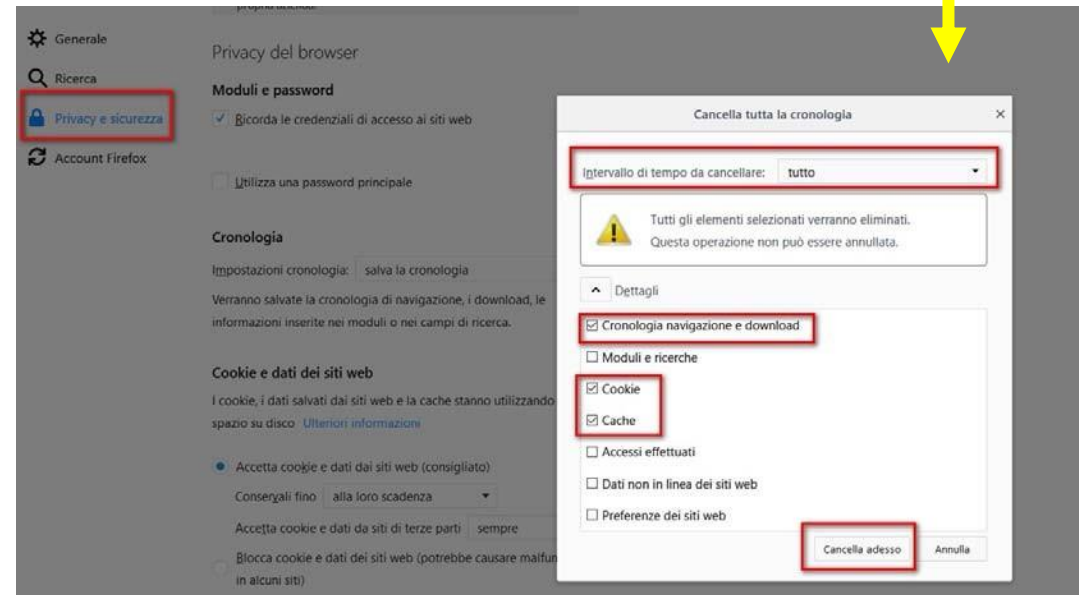 propria azienda.
Generale
Ricerca
Privacy e sicurezza
Account Firefox
Privacy del browser
Moduli e password
Ricorda le credenziali di accesso ai siti web
Utilizza una password principale
Cronologia
Impostazioni cronologia: salva la cronologia
Verranno salvate la cronologia di navigazione, i download, le
informazioni inserite nei moduli o nei campi di ricerca.
Cookie e dati dei siti web
I cookie, i dati salvati dai siti web e la cache stanno utilizzando
spazio su disco Ulteriori informazioni
Accetta cookie e dati dai siti web (consigliato)
Conservali fino alla loro scadenza
Accetta cookie e dati da siti di terze parti sempre
Blocca cookie e dati dei siti web (potrebbe causare malfun
in alcuni siti)
Cancella tutta la cronologia
Intervallo di tempo da cancellare: tutto
Tutti gli elementi selezionati verranno eliminati.
Questa operazione non può essere annullata.
Dettagli
Cronologia navigazione e download
Moduli e ricerche
Cookie
Cache
Accessi effettuati
Dati non in linea dei siti web
Preferenze dei siti web
Cancella adesso Annulla